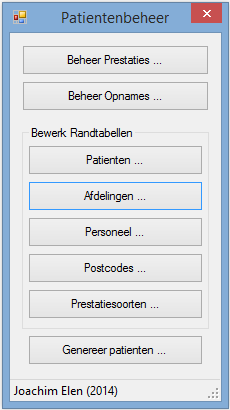 Patientenbeheer
Beheer Prestaties ...
Beheer Opnames ...
Bewerk Randtabellen
Patienten ...
Afdelingen ...
Personeel ...
Postcodes ...
Prestatiesoorten ...
Genereer patienten ...
Joachim Elen (2014)